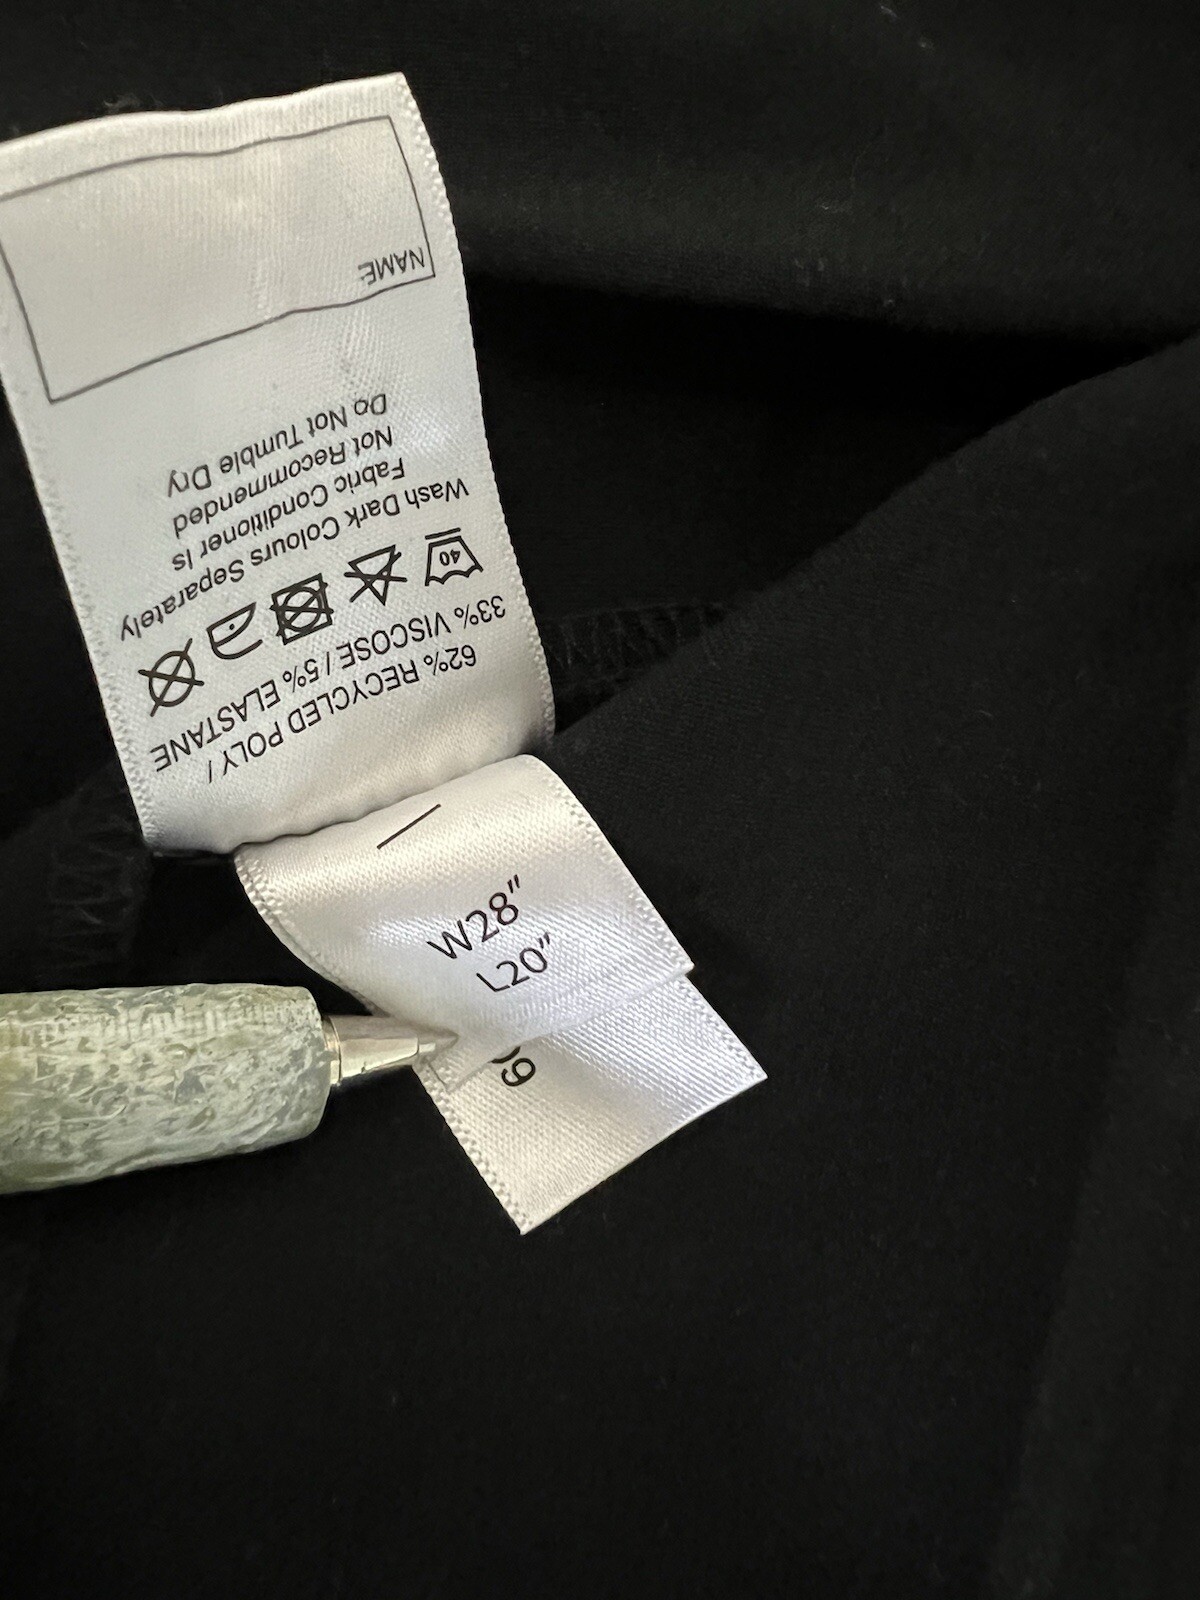 62% RECYCLED POLY /
33% VISCOSE / 5% ELASTANE
40
Wash Dark Colours Separately
Fabric Conditioner Is
Not Recommended
Do Not Tumble Dry
NAME:
W28"
L20"